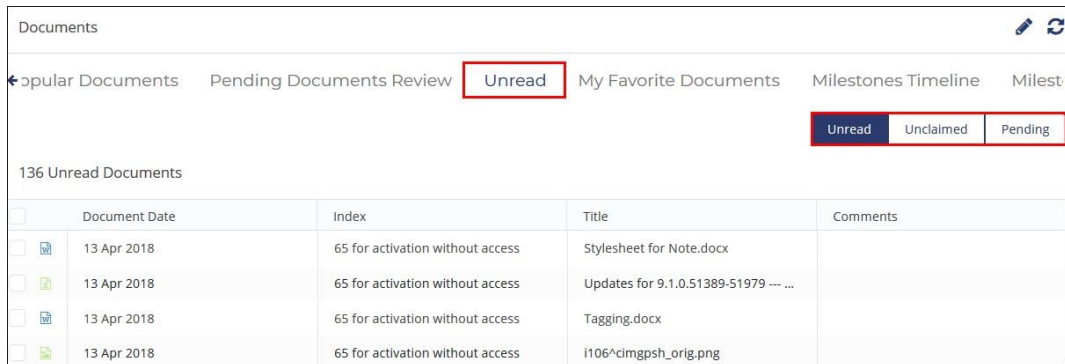 Documents
opular Documents Pending Documents Review Unread My Favorite Documents Milestones Timeline Milest
Unread Unclaimed Pending
136 Unread Documents
Document Date Index Title Comments
13 Apr 2018 65 for activation without access Stylesheet for Note.docx
13 Apr 2018 65 for activation without access Updates for 9.1.0.51389-51979 --- ...
13 Apr 2018 65 for activation without access Tagging.docx
13 Apr 2018 65 for activation without access i106^cimgpsh_orig.png